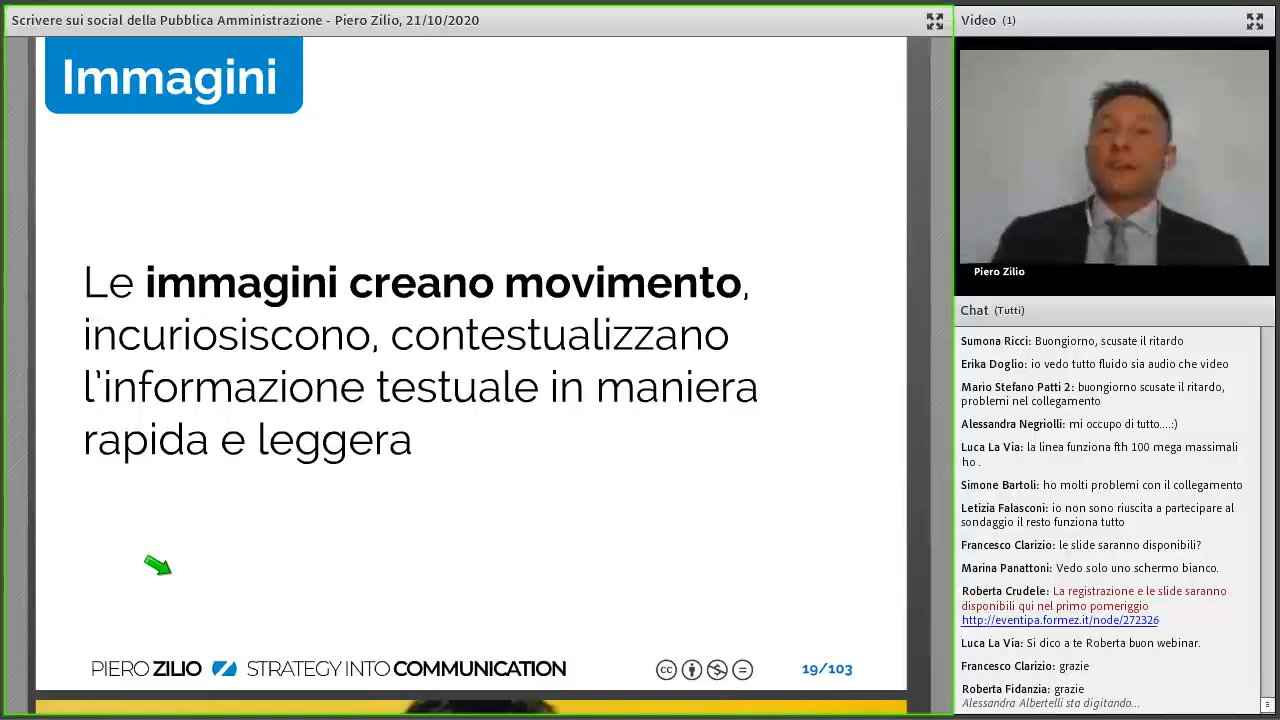 Scrivere sui social della Pubblica Amministrazione - Piero Zilio, 21/10/2020
Immagini
Le immagini creano movimento,
incuriosiscono, contestualizzano
l'informazione testuale in maniera
rapida e leggera
PIERO ZILIO STRATEGY INTO COMMUNICATION
cc
19/103
Video (1)
Piero Zilio
Chat (Tutti)
Sumona Ricci: Buongiorno, scusate il ritardo
Erika Doglio: io vedo tutto fluido sia audio che video
Mario Stefano Patti 2: buongiorno scusate il ritardo,
problemi nel collegamento
Alessandra Negriolli: mi occupo di tutto....:)
Luca La Via: la linea funziona fth 100 mega massimali
ho .
Simone Bartoli: ho molti problemi con il collegamento
Letizia Falasconi: io non sono riuscita a partecipare al
sondaggio il resto funziona tutto
Francesco Clarizio: le slide saranno disponibili?
Marina Panattoni: Vedo solo uno schermo bianco.
Roberta Crudele: La registrazione e le slide saranno
disponibili qui nel primo pomeriggio
http://eventipa.formez.it/node/272326
Luca La Via: Si dico a te Roberta buon webinar.
Francesco Clarizio: grazie
Roberta Fidanzia: grazie
Alessandra Albertelli sta digitando...